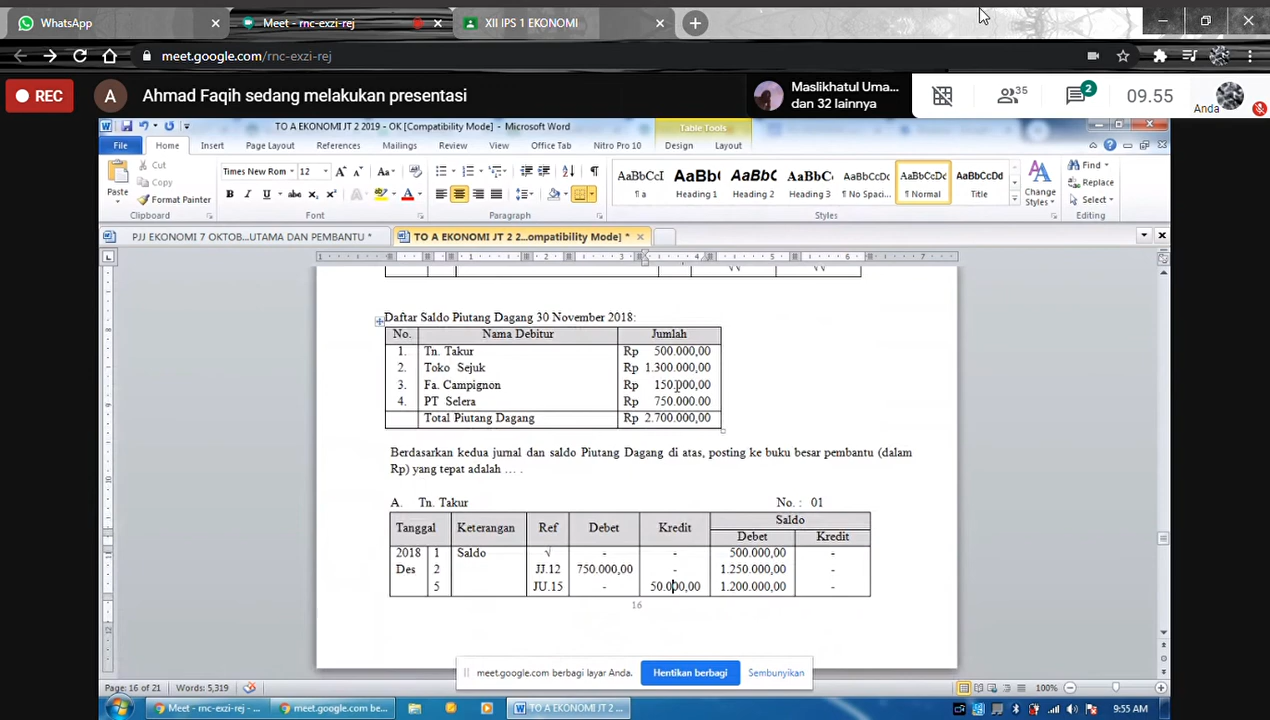 WhatsApp
Meet - rnc-exzi-rej
XII IPS 1 EKONOMI
meet.google.com/rnc-exzi-rej
REC
A
Ahmad Faqih sedang melakukan presentasi
Maslikhatul Uma...
dan 32 lainnya
35
2
09.55
Anda
TO A EKONOMI JT 2 2019 - OK [Compatibility Mode] - Microsoft Word
Table Tools
File Home Insert Page Layout References Mailings Review View Office Tab Nitro Pro 10 Design Layout
Paste
Cut
Copy
Format Painter
Clipboard
Times New Rom 12
Font
Paragraph
AaBbCcI ¶ a
AaBbC Heading 1
AaBbC Heading 2
AaBbC Heading 3
AaBbCcDc ¶ No Spaci...
AaBbCcDc ¶ Normal
AaBbCcDd Title
Change Styles
Styles
Find
Replace
Select
Editing
PJJ EKONOMI 7 OKTOB...UTAMA DAN PEMBANTU *
TO A EKONOMI JT 2 2...ompatibility Mode] *
Daftar Saldo Piutang Dagang 30 November 2018:
No. Nama Debitur Jumlah
1. Tn. Takur Rp 500.000,00
2. Toko Sejuk Rp 1.300.000,00
3. Fa. Campignon Rp 150.000,00
4. PT Selera Rp 750.000.00
Total Piutang Dagang Rp 2.700.000,00
Berdasarkan kedua jurnal dan saldo Piutang Dagang di atas, posting ke buku besar pembantu (dalam
Rp) yang tepat adalah … .
A. Tn. Takur No. : 01
Tanggal Keterangan Ref Debet Kredit Saldo
Debet Kredit
2018 1 Saldo √ - - 500.000,00 -
Des 2 JJ.12 750.000,00 - 1.250.000,00 -
5 JU.15 - 50.000,00 1.200.000,00 -
16
meet.google.com berbagi layar Anda.
Hentikan berbagi
Sembunyikan
Page: 16 of 21
Words: 5,319
100%
Meet - rnc-exzi-rej - ...
meet.google.com be...
TO A EKONOMI JT 2 ...
9:55 AM